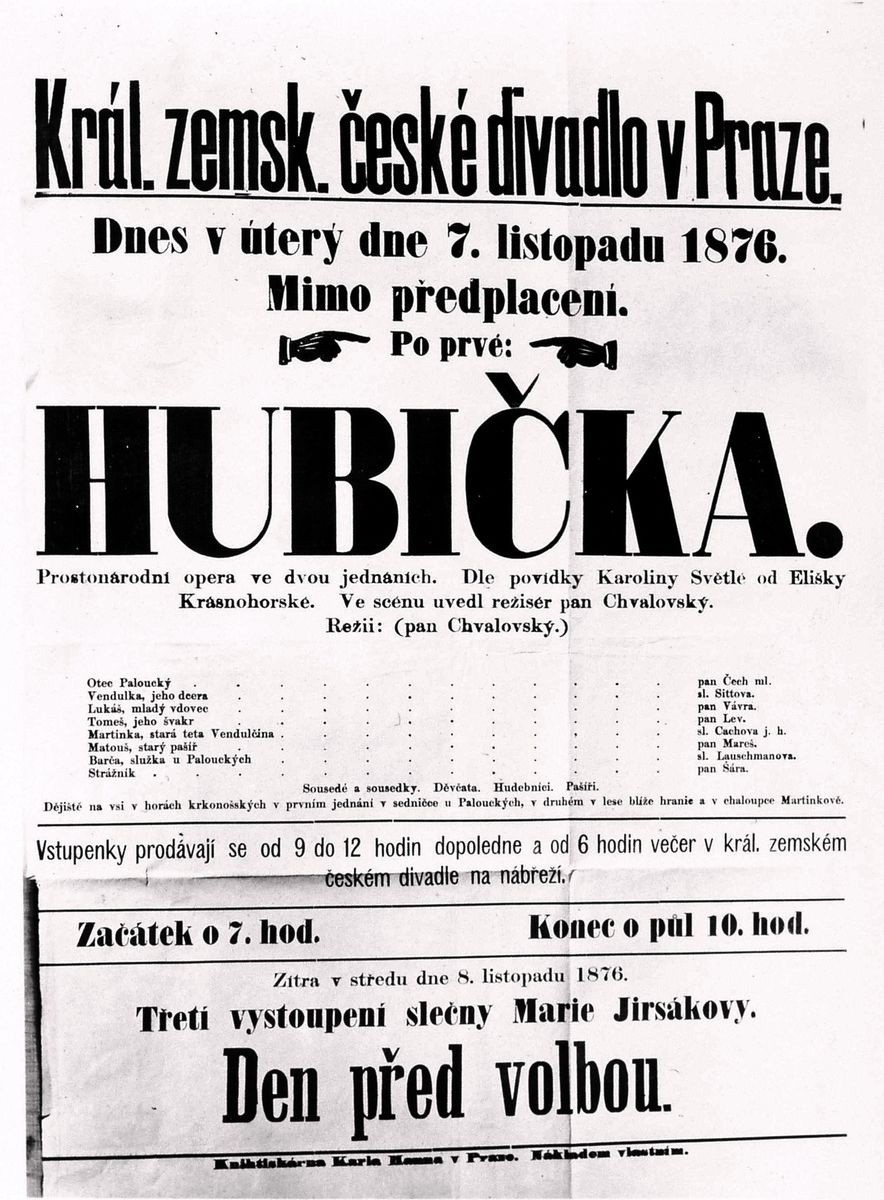 Král. zemsk. české divadlo v Praze.
Dnes v úterý dne 7. listopadu 1876.
Mimo předplacení.
Po prvé:
HUBIČKA.
Prostonárodní opera ve dvou jednáních. Dle povídky Karoliny Světlé od Elišky
Krásnohorské. Ve scénu uvedl režisér pan Chvalovský.
Režii: (pan Chvalovský.)
Otec Paloucký . . . . . . . . . . . . pan Čech ml.
Vendulka, jeho dcera . . . . . . . . . . . sl. Sittova.
Lukáš, mladý vdovec . . . . . . . . . . . pan Vávra.
Tomeš, jeho švakr . . . . . . . . . . . pan Lev.
Martinka, stará teta Vendulčina . . . . . . . . . . sl. Cachova j. h.
Matouš, starý pašíř . . . . . . . . . . . pan Mareš.
Barča, služka u Palouckých . . . . . . . . . . sl. Lauschmanova.
Strážník . . . . . . . . . . . . . pan Šára.
Sousedé a sousedky. Děvčata. Hudebníci. Pašíři.
Dějiště na vsi v horách krkonošských v prvním jednání v sedničce u Palouckých, v druhém v lese blíže hranic a v chaloupce Martinkové.
Vstupenky prodávají se od 9 do 12 hodin dopoledne a od 6 hodin večer v král. zemském
českém divadle na nábřeží.
Začátek o 7. hod. Konec o půl 10. hod.
Zítra v středu dne 8. listopadu 1876.
Třetí vystoupení slečny Marie Jirsákovy.
Den před volbou.
Knihtiskárna Karla v Praze. Nákladem vlastním.